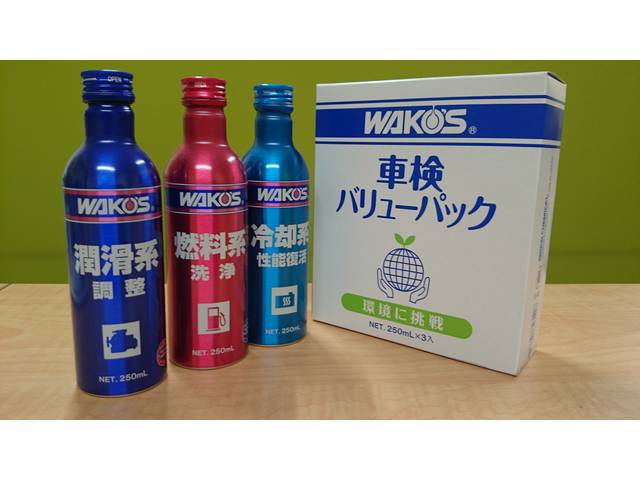 OPEN
WAKO'S
潤滑系
調整
NET. 250mL
WAKO'S
燃料系
洗浄
NET. 250mL
WAKO'S
冷却系
性能復活
NET. 250mL
WAKO'S®
車検
バリューパック
環境に挑戦
NET. 250mL×3入